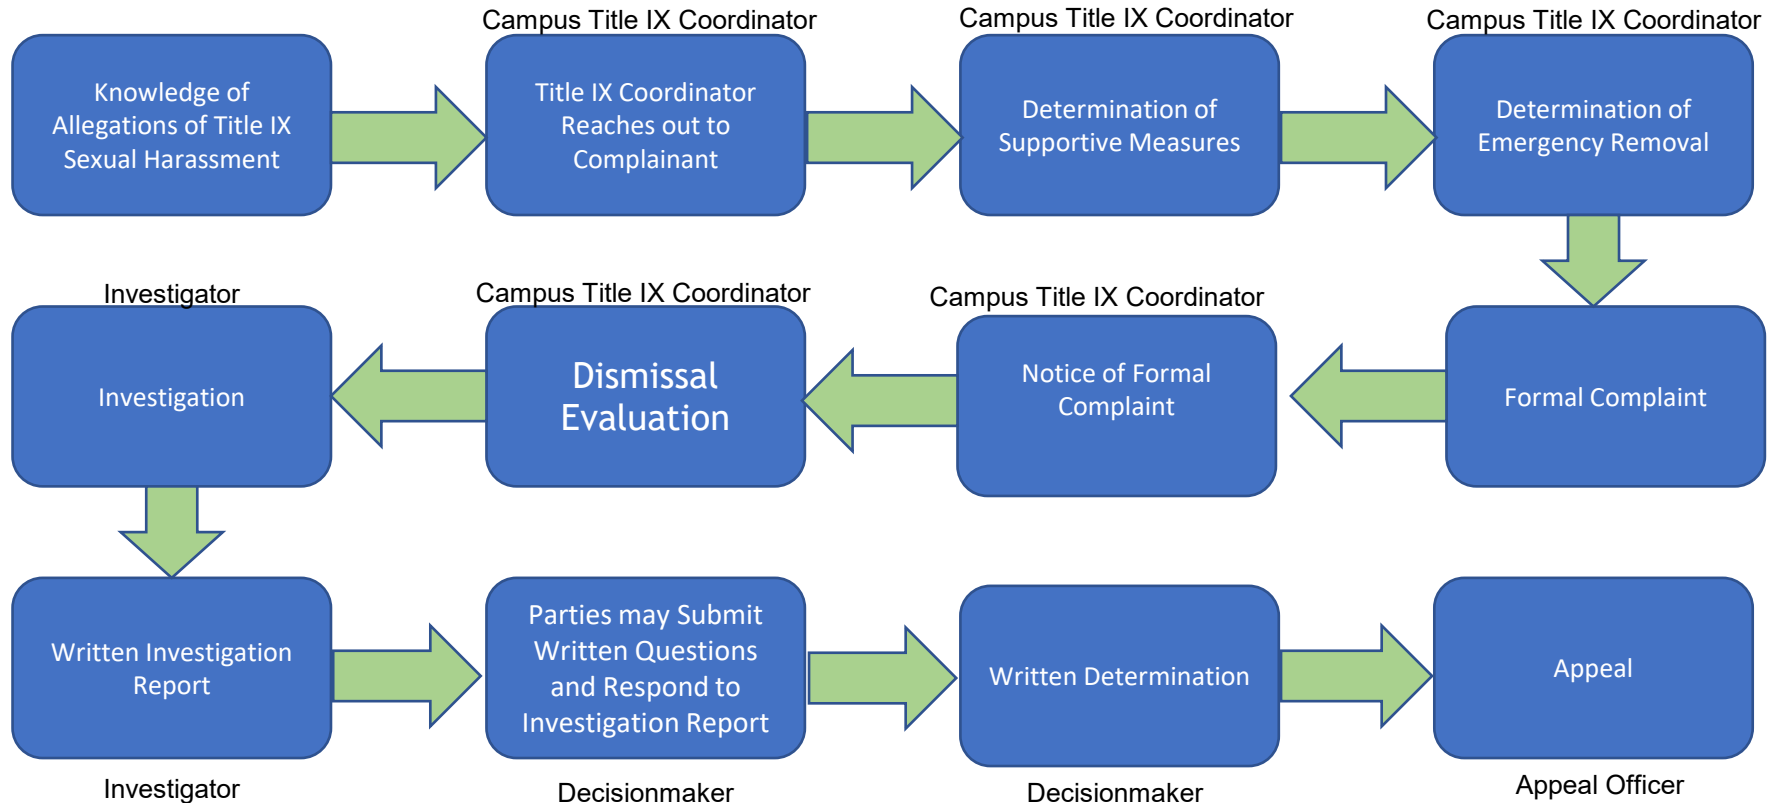 Campus Title IX Coordinator
Campus Title IX Coordinator
Campus Title IX Coordinator
Knowledge of
Allegations of Title IX
Sexual Harassment
Title IX Coordinator
Reaches out to
Complainant
Determination of
Supportive Measures
Determination of
Emergency Removal
Investigator
Campus Title IX Coordinator
Campus Title IX Coordinator
Investigation
Dismissal
Evaluation
Notice of Formal
Complaint
Formal Complaint
Written Investigation
Report
Parties may Submit
Written Questions
and Respond to
Investigation Report
Written Determination
Appeal
Investigator
Decisionmaker
Decisionmaker
Appeal Officer